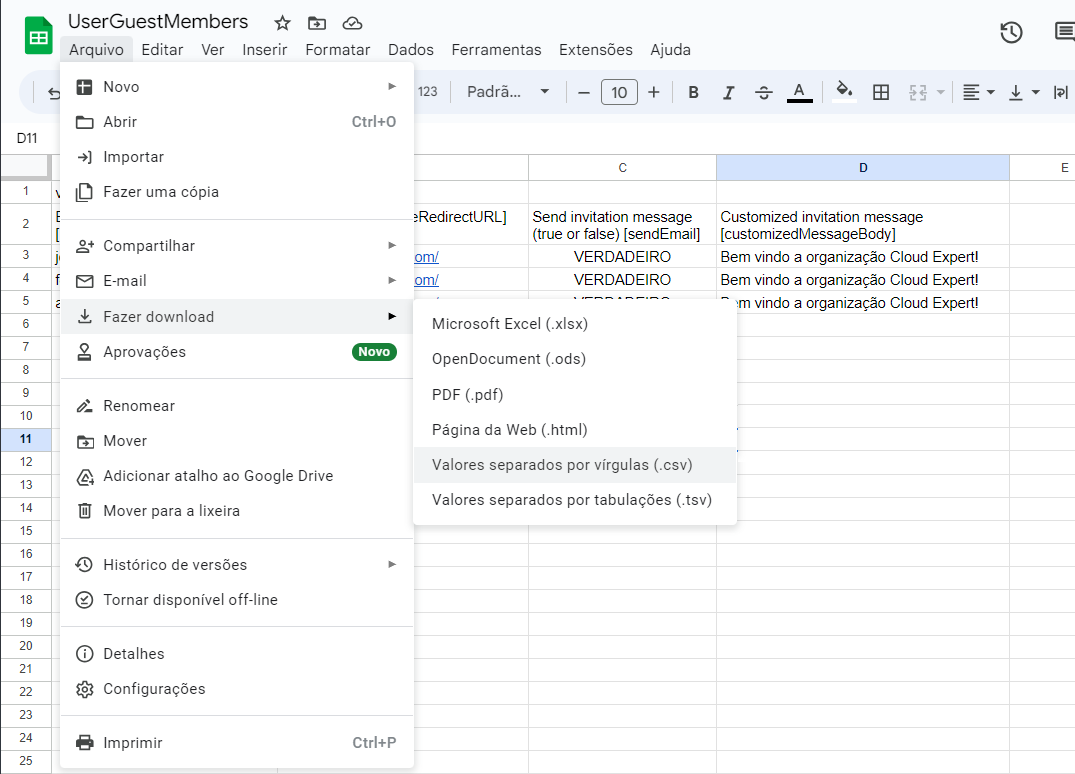 UserGuestMembers
Arquivo Editar Ver Inserir Formatar Dados Ferramentas Extensões Ajuda
123 Padrã... 10 B I A
D11
C D E
1
2 eRedirectURL] Send invitation message Customized invitation message
(true or false) [sendEmail] [customizedMessageBody]
3 om/ VERDADEIRO Bem vindo a organização Cloud Expert!
4 om/ VERDADEIRO Bem vindo a organização Cloud Expert!
5 VERDADEIRO Bem vindo a organização Cloud Expert!
6
7
8
9
10
11
12
13
14
15
16
17
18
19
20
21
22
23
24
25
Novo
Abrir Ctrl+O
Importar
Fazer uma cópia
Compartilhar
E-mail
Fazer download
Aprovações Novo
Renomear
Mover
Adicionar atalho ao Google Drive
Mover para a lixeira
Histórico de versões
Tornar disponível off-line
Detalhes
Configurações
Imprimir Ctrl+P
Microsoft Excel (.xlsx)
OpenDocument (.ods)
PDF (.pdf)
Página da Web (.html)
Valores separados por vírgulas (.csv)
Valores separados por tabulações (.tsv)